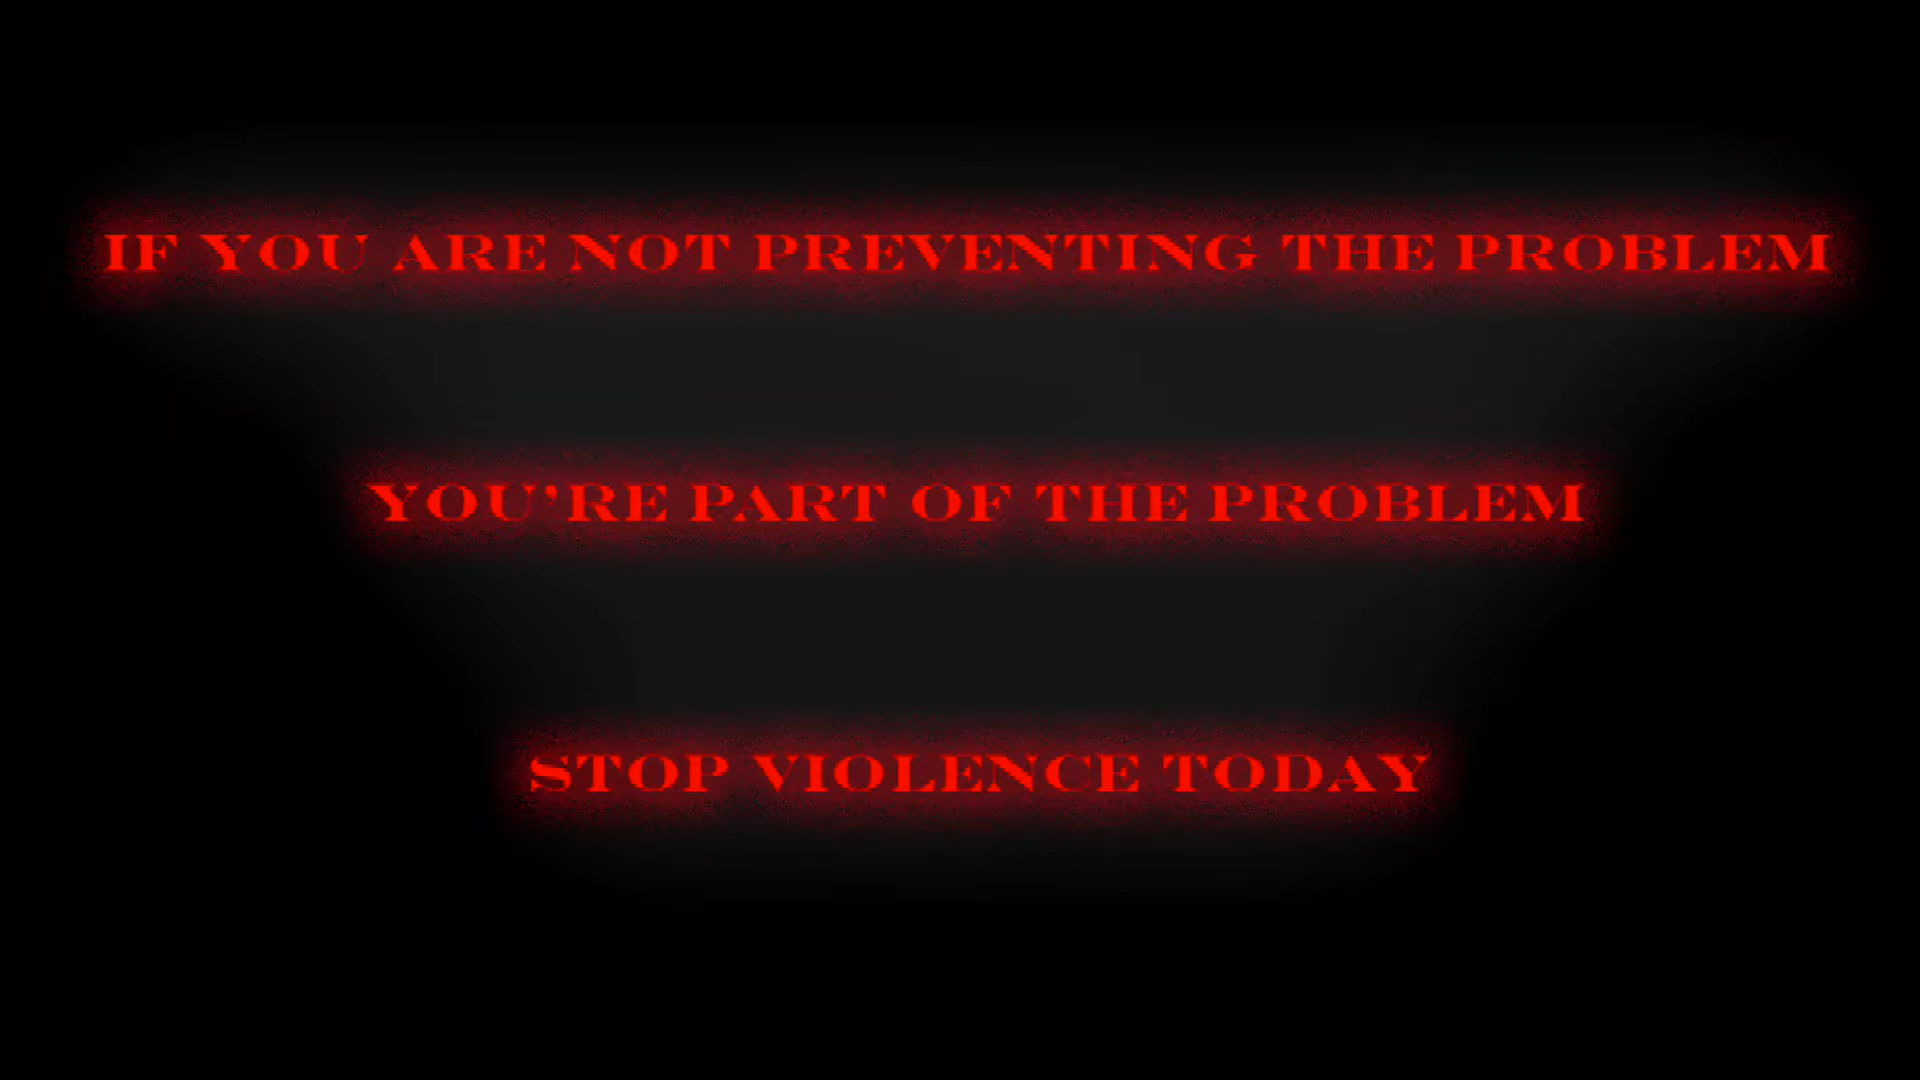 IF YOU ARE NOT PREVENTING THE PROBLEM
YOU'RE PART OF THE PROBLEM
STOP VIOLENCE TODAY